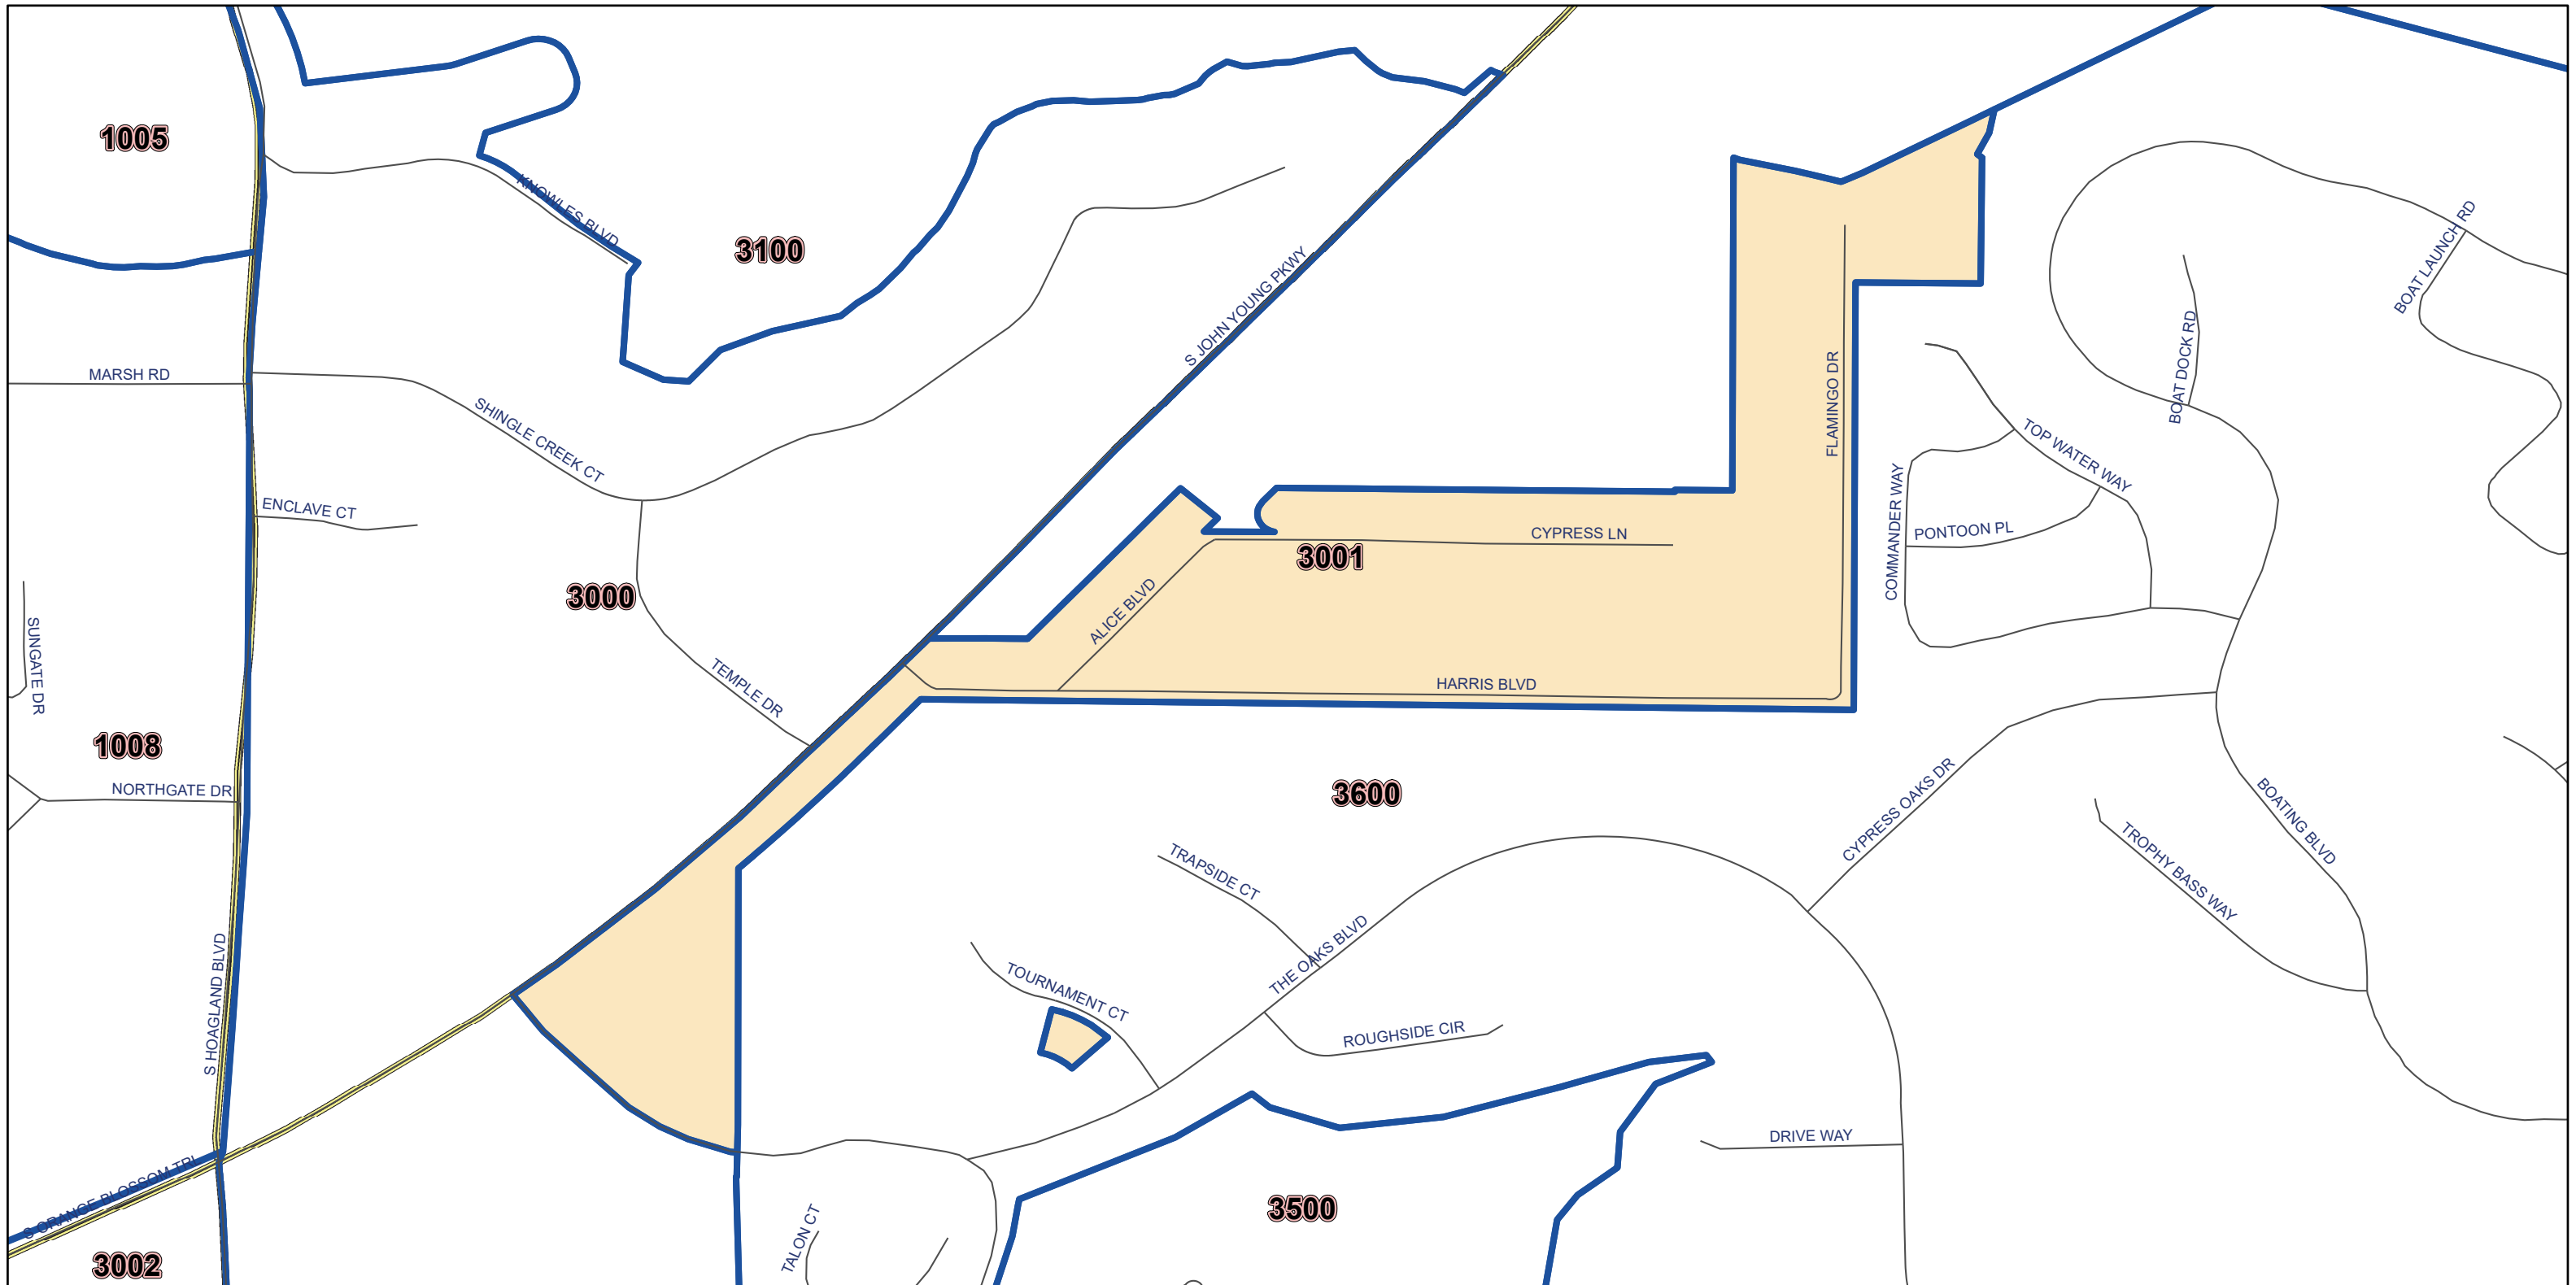 1005
KNOWLES BLVD
3100
BOAT LAUNCH RD
S JOHN YOUNG PKWY
MARSH RD
SHINGLE CREEK CT
FLAMINGO DR
BOAT DOCK RD
TOP WATER WAY
ENCLAVE CT
CYPRESS LN
COMMANDER WAY
PONTOON PL
3001
3000
ALICE BLVD
SUNGATE DR
TEMPLE DR
HARRIS BLVD
1008
NORTHGATE DR
3600
CYPRESS OAKS DR
BOATING BLVD
TRAPSIDE CT
TROPHY BASS WAY
THE OAKS BLVD
S HOAGLAND BLVD
TOURNAMENT CT
ROUGHSIDE CIR
DRIVE WAY
S ORANGE BLOSSOM TRL
3500
TALON CT
3002